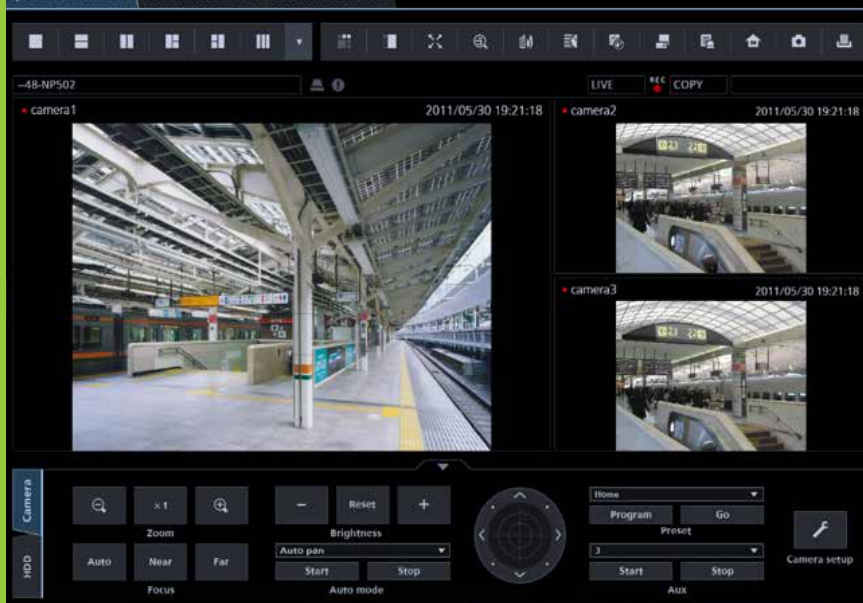 --48-NP502
LIVE
REC
COPY
camera1
2011/05/30 19:21:18
camera2
2011/05/30 19:21:18
camera3
2011/05/30 19:21:18
Camera
HDD
×1
Zoom
Auto
Near
Far
Focus
Reset
Brightness
Auto pan
Start
Stop
Auto mode
Home
Program
Go
Preset
3
Start
Stop
Aux
Camera setup